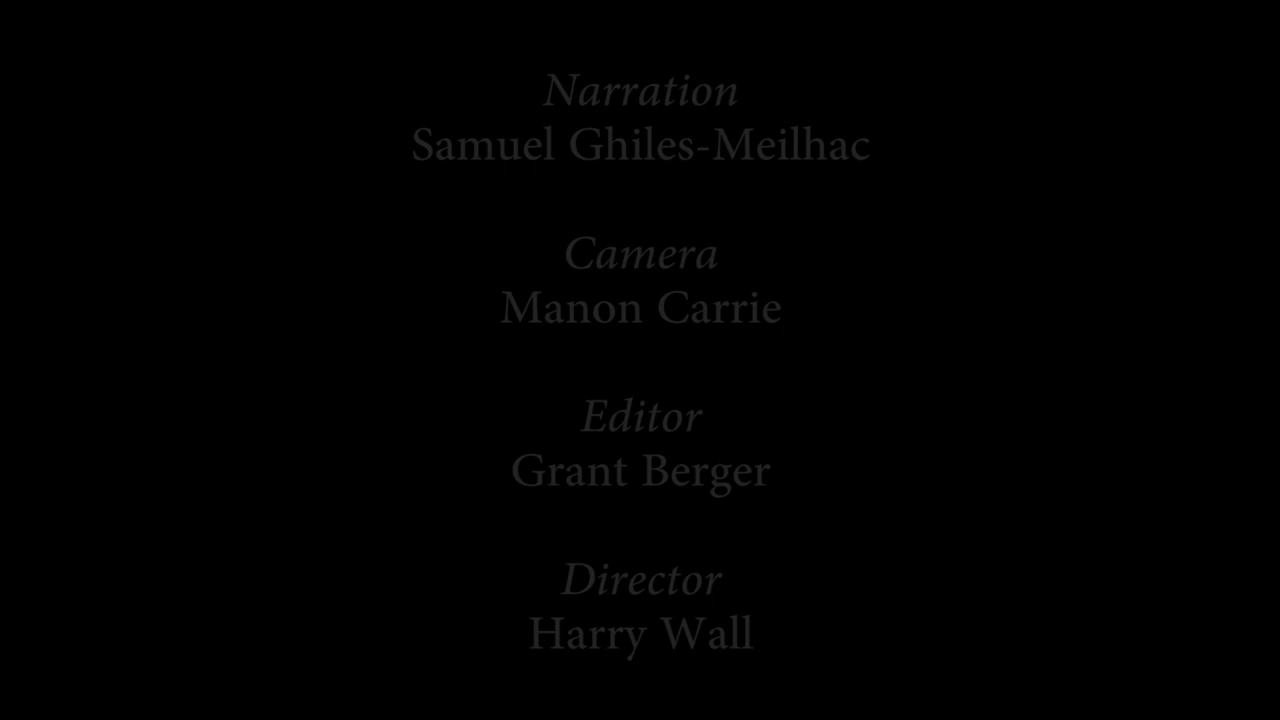 Narration
Samuel Ghiles-Meilhac
Camera
Manon Carrie
Editor
Grant Berger
Director
Harry Wall